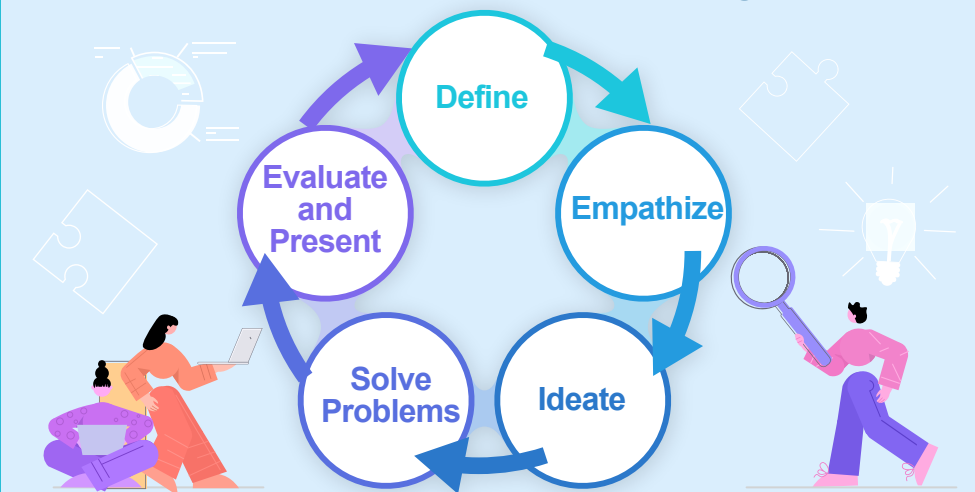 Define
Empathize
Ideate
Solve
Problems
Evaluate
and
Present